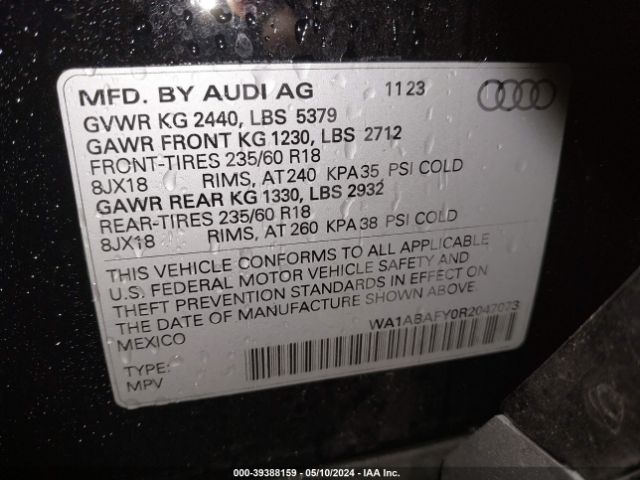 MFD. BY AUDI AG 11 23
GVWR KG 2440, LBS 5379
GAWR FRONT KG 1230, LBS 2712
FRONT-TIRES 235/60 R18
8JX18 RIMS, AT 240 KPA 35 PSI COLD
GAWR REAR KG 1330, LBS 2932
REAR-TIRES 235/60 R18
8JX18 RIMS, AT 260 KPA 38 PSI COLD
THIS VEHICLE CONFORMS TO ALL APPLICABLE
U.S. FEDERAL MOTOR VEHICLE SAFETY AND
THEFT PREVENTION STANDARDS IN EFFECT ON
THE DATE OF MANUFACTURE SHOWN ABOVE.
MEXICO WA1ABAFY0R2047073
TYPE:
MPV
000-39388159 — 05/10/2024 — IAA Inc.